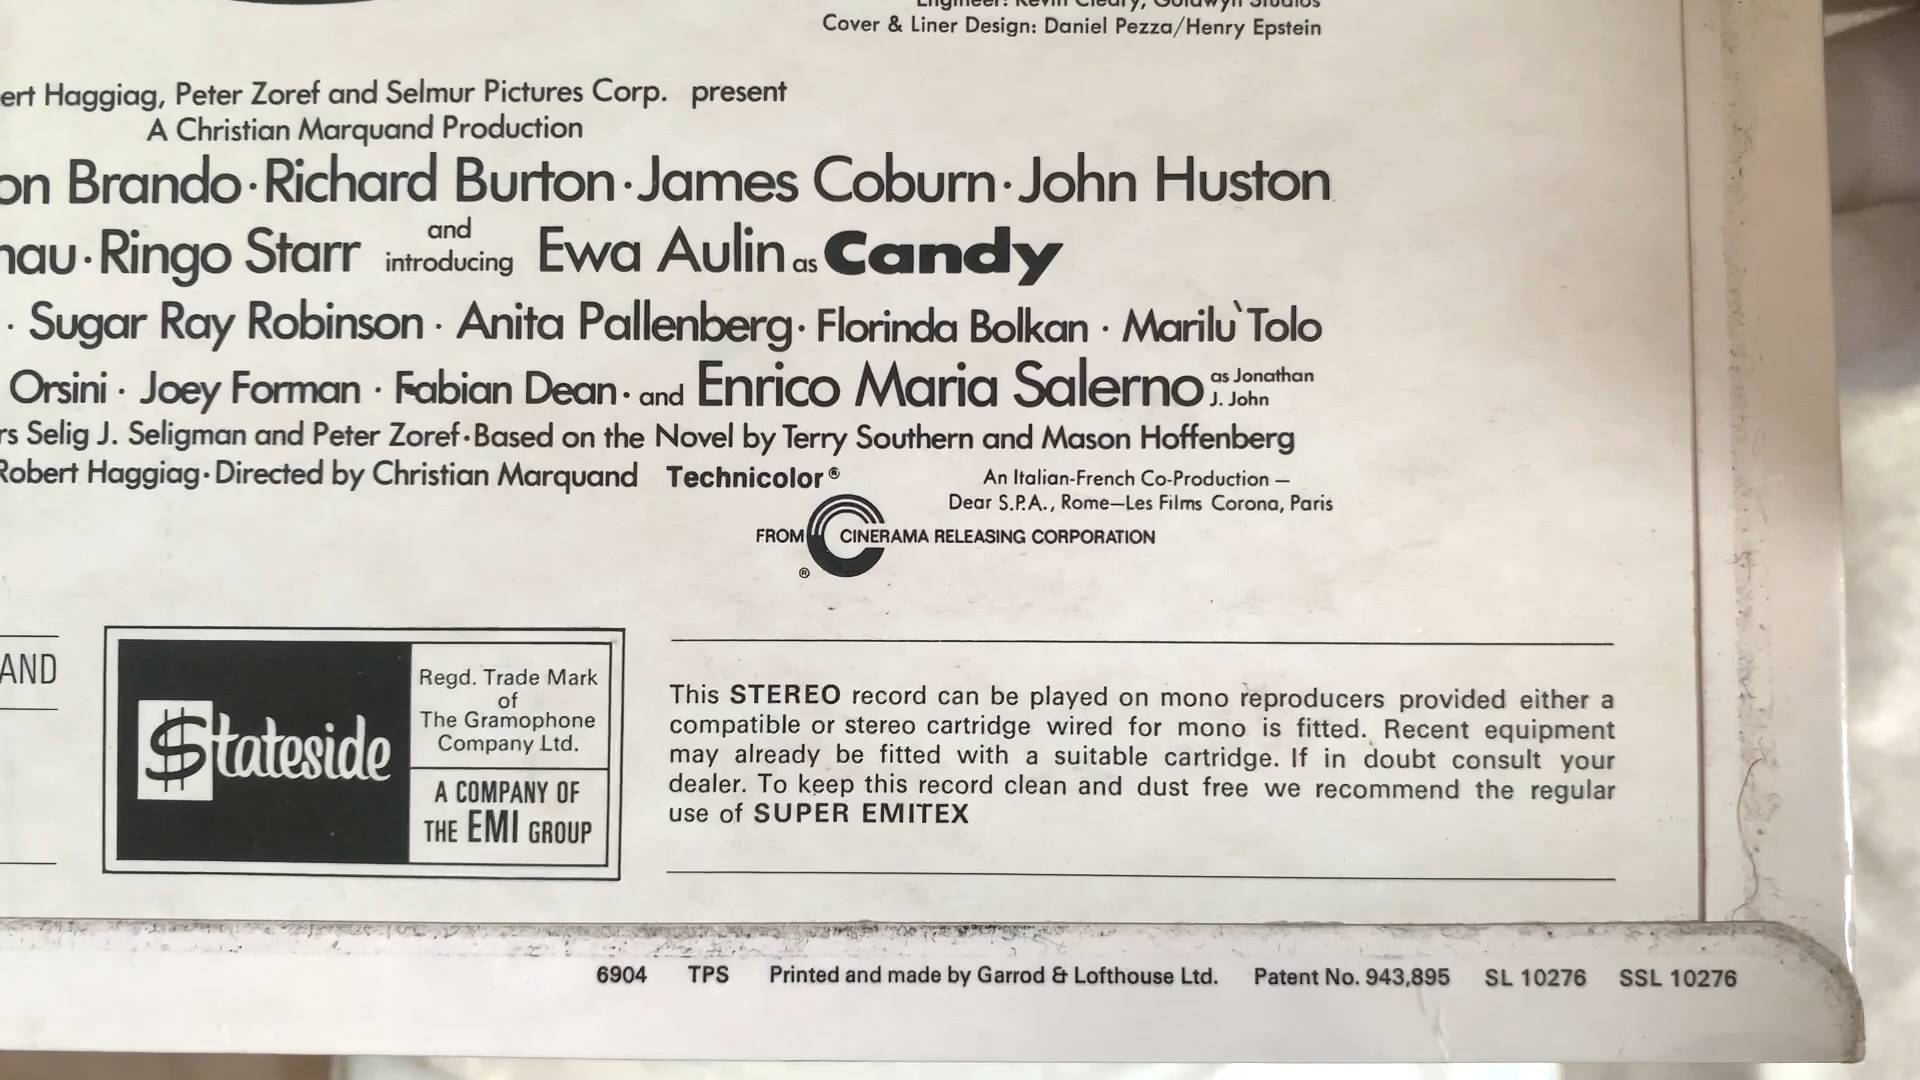 Engineer: Kevin Cleary, Goldwyn Studios
Cover & Liner Design: Daniel Pezza/Henry Epstein
ert Haggiag, Peter Zoref and Selmur Pictures Corp. present
A Christian Marquand Production
on Brando · Richard Burton · James Coburn · John Huston
hau · Ringo Starr and introducing Ewa Aulin as Candy
· Sugar Ray Robinson · Anita Pallenberg · Florinda Bolkan · Marilu` Tolo
Orsini · Joey Forman · Fabian Dean · and Enrico Maria Salerno as Jonathan J. John
rs Selig J. Seligman and Peter Zoref · Based on the Novel by Terry Southern and Mason Hoffenberg
Robert Haggiag · Directed by Christian Marquand Technicolor®
An Italian-French Co-Production —
Dear S.P.A., Rome—Les Films Corona, Paris
FROM CINERAMA RELEASING CORPORATION
®
AND
$tateside
Regd. Trade Mark
of
The Gramophone
Company Ltd.
A COMPANY OF
THE EMI GROUP
This STEREO record can be played on mono reproducers provided either a
compatible or stereo cartridge wired for mono is fitted. Recent equipment
may already be fitted with a suitable cartridge. If in doubt consult your
dealer. To keep this record clean and dust free we recommend the regular
use of SUPER EMITEX
6904 TPS Printed and made by Garrod & Lofthouse Ltd. Patent No. 943,895 SL 10276 SSL 10276